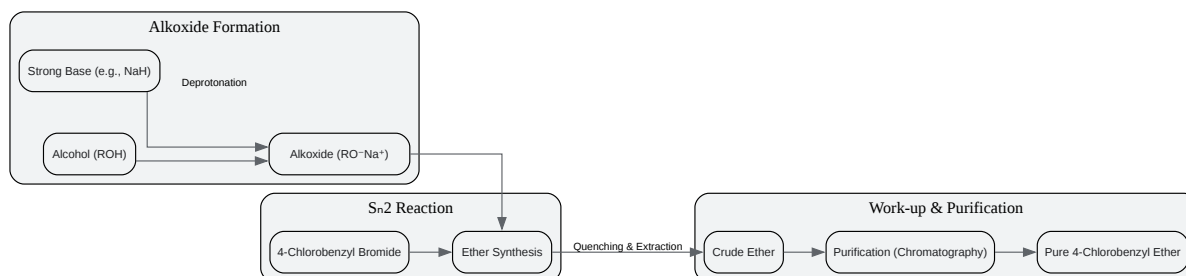 Alkoxide Formation
Strong Base (e.g., NaH)
Deprotonation
Alcohol (ROH)
Alkoxide (RO⁻Na⁺)
Sₙ2 Reaction
4-Chlorobenzyl Bromide
Ether Synthesis
Quenching & Extraction
Work-up & Purification
Crude Ether
Purification (Chromatography)
Pure 4-Chlorobenzyl Ether